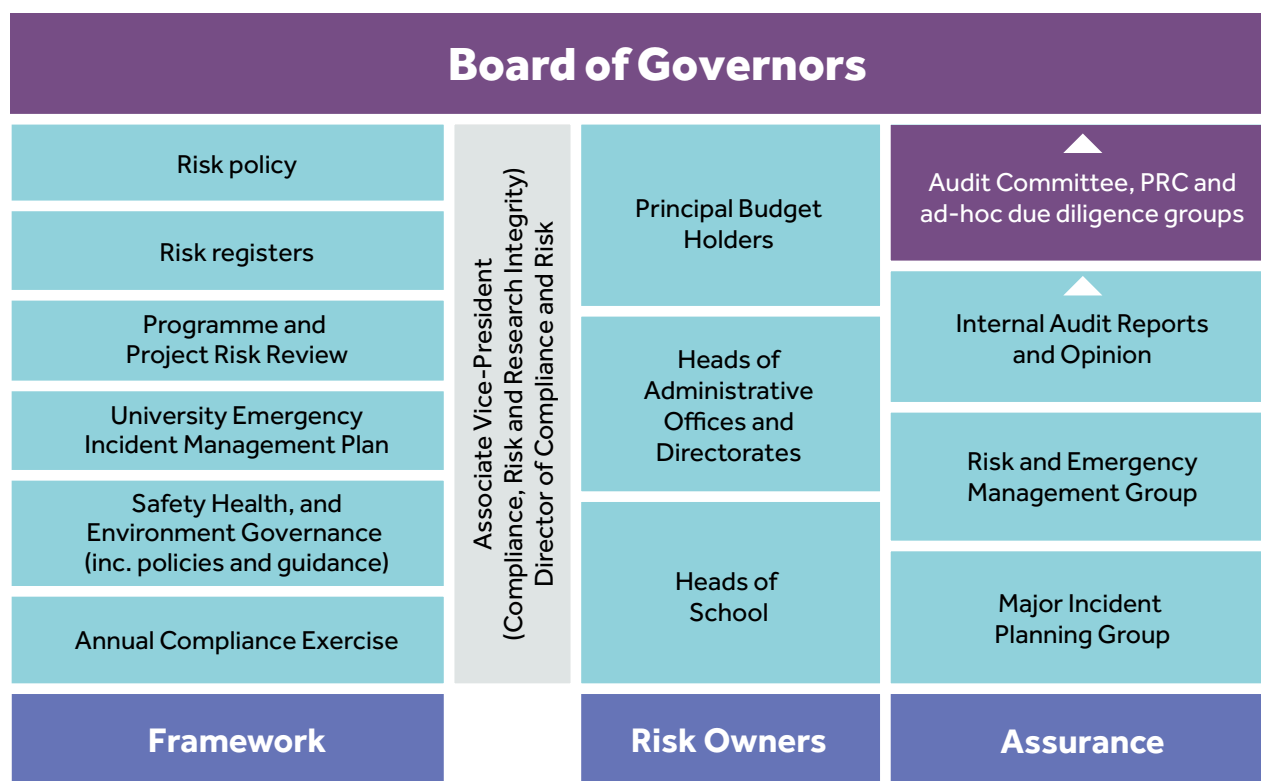 Board of Governors
Risk policy
Risk registers
Programme and
Project Risk Review
University Emergency
Incident Management Plan
Safety Health, and
Environment Governance
(inc. policies and guidance)
Annual Compliance Exercise
Framework
Associate Vice-President
(Compliance, Risk and Research Integrity)
Director of Compliance and Risk
Principal Budget
Holders
Heads of
Administrative
Offices and
Directorates
Heads of
School
Risk Owners
Audit Committee, PRC and
ad-hoc due diligence groups
Internal Audit Reports
and Opinion
Risk and Emergency
Management Group
Major Incident
Planning Group
Assurance